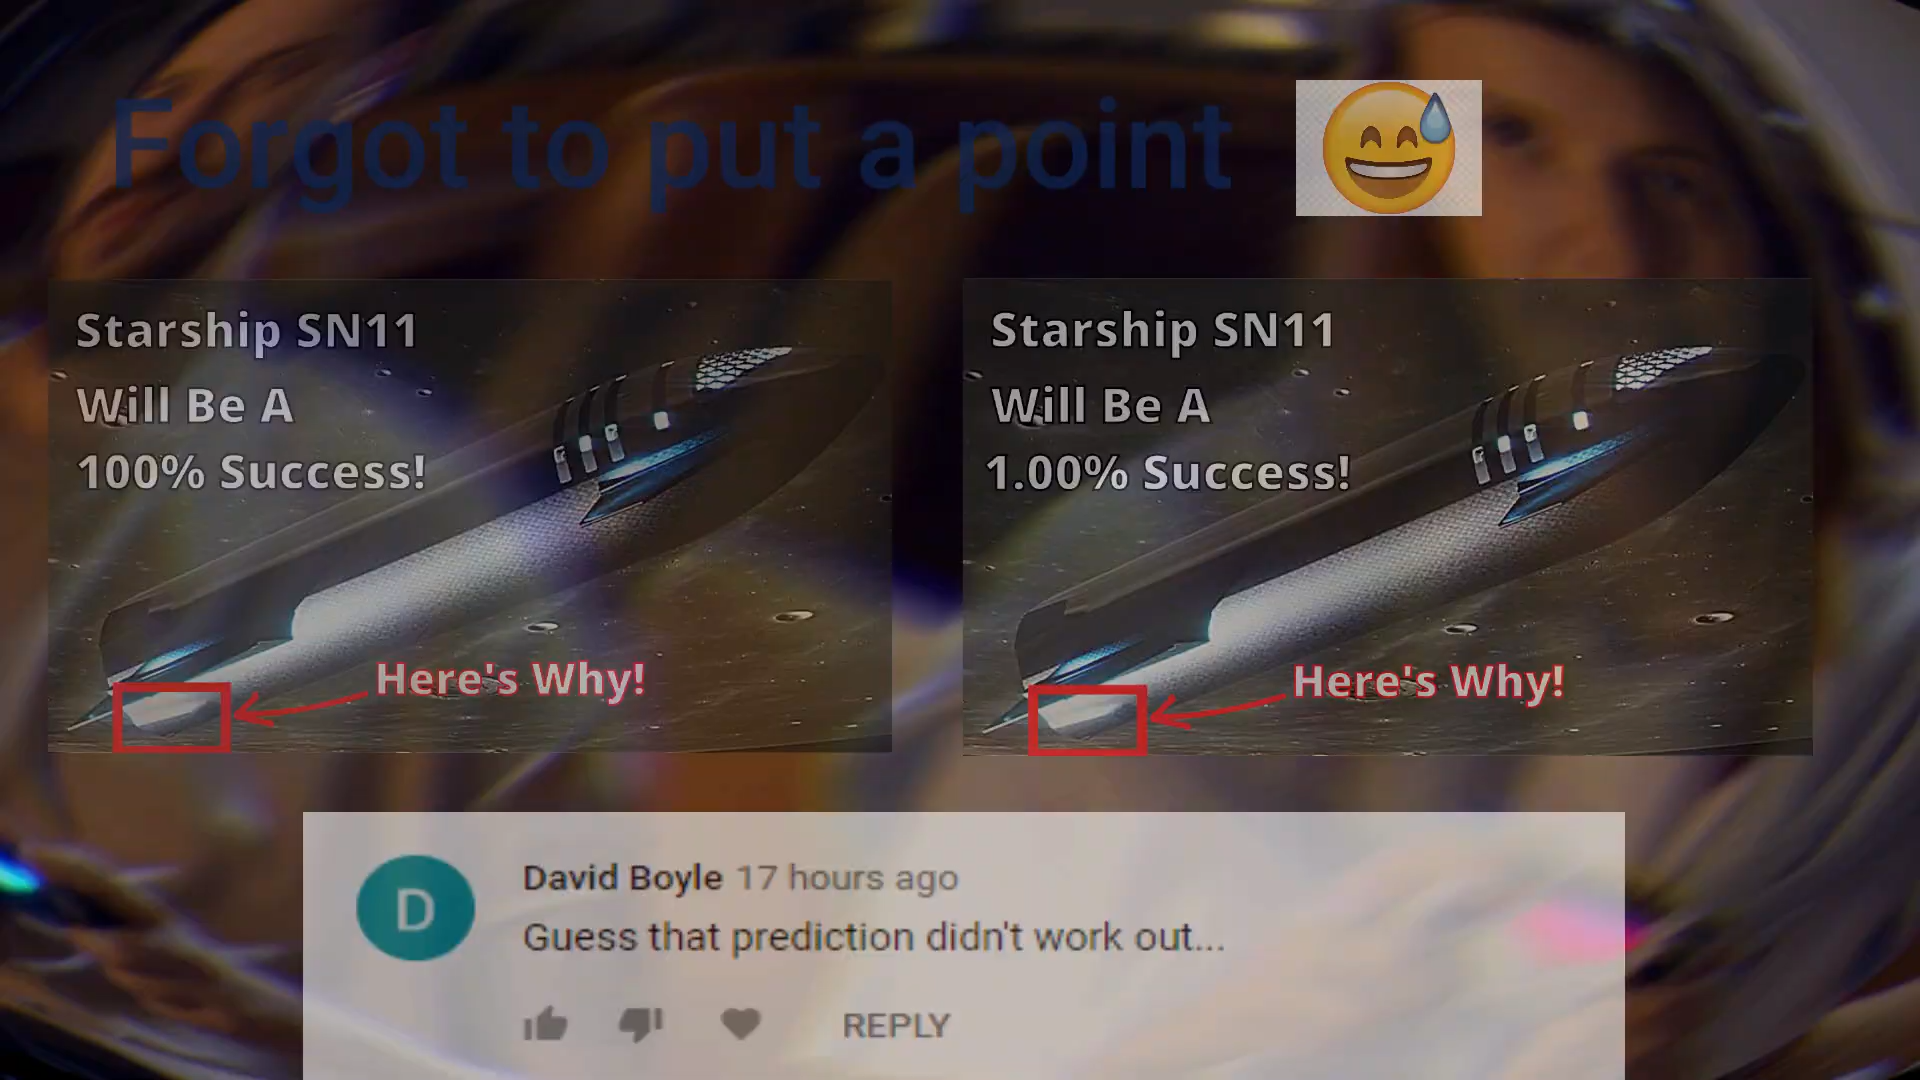 Forgot to put a point
Starship SN11
Will Be A
100% Success!
Here's Why!
Starship SN11
Will Be A
1.00% Success!
Here's Why!
D
David Boyle 17 hours ago
Guess that prediction didn't work out...
REPLY